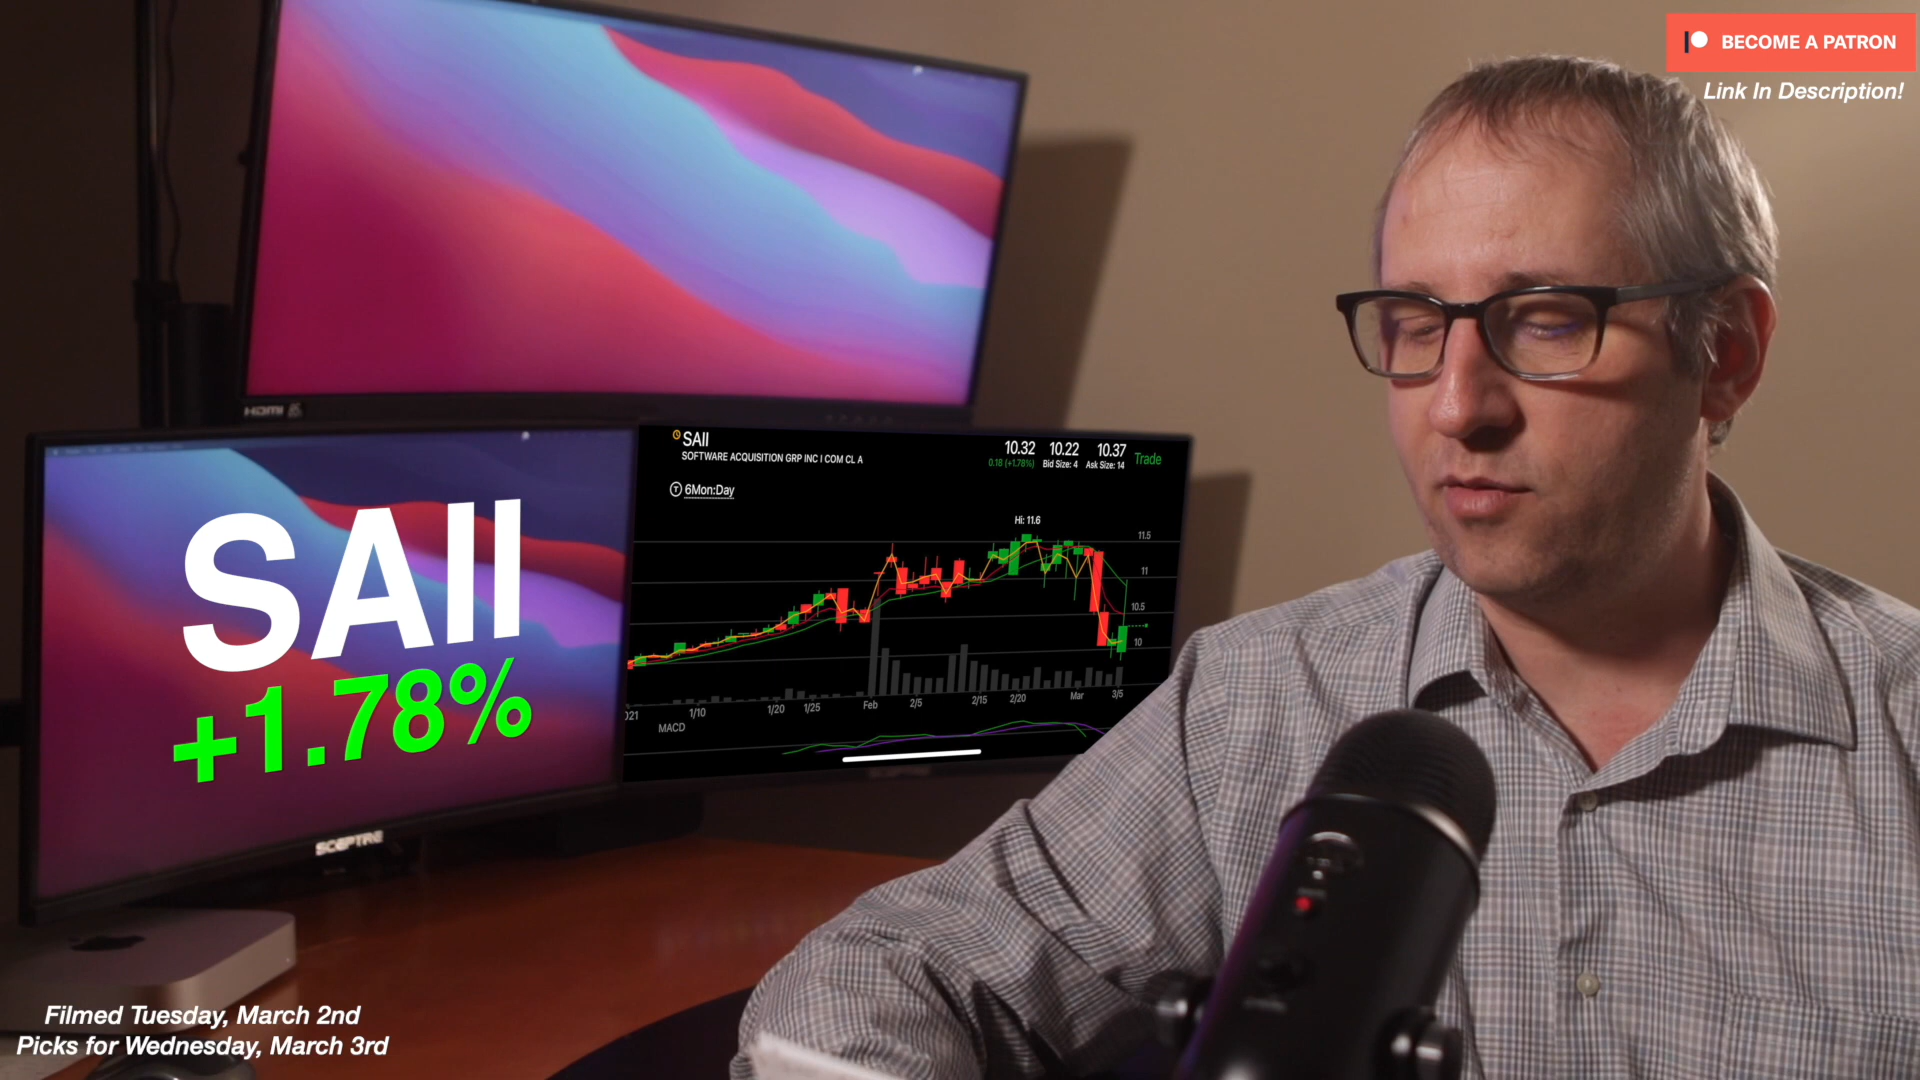 BECOME A PATRON
Link In Description!
HDMI
SAII
SOFTWARE ACQUISITION GRP INC I COM CL A
10.32 10.22 10.37
0.18 (+1.78%) Bid Size: 4 Ask Size: 14
Trade
T 6Mon:Day
Hi: 11.6
11.5
11
10.5
10
021 1/10 1/20 1/25 Feb 2/5 2/15 2/20 Mar 3/5
MACD
SAII
+1.78%
SCEPTRE
Filmed Tuesday, March 2nd
Picks for Wednesday, March 3rd